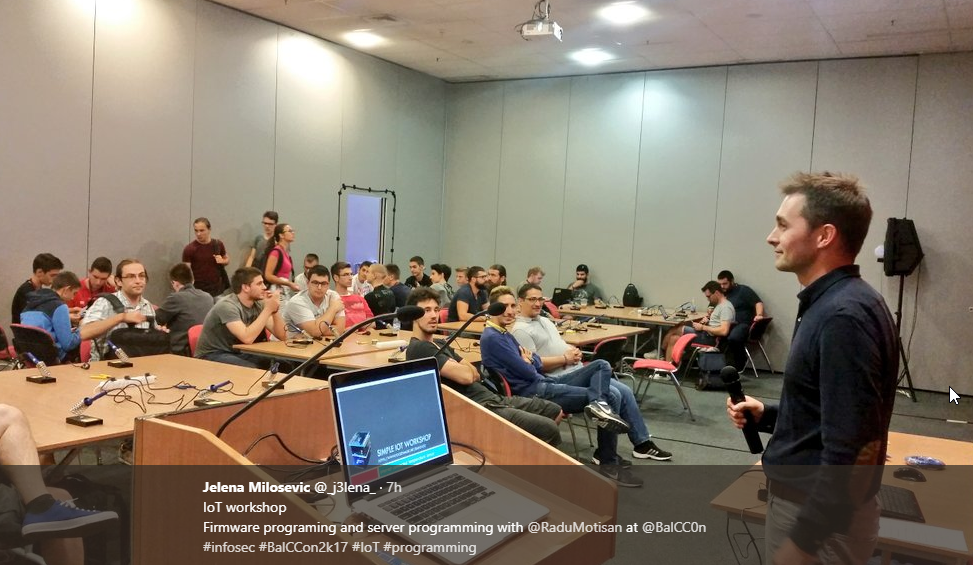 SIMPLE IOT WORKSHOP
Jelena Milosevic @_j3lena_ · 7h
IoT workshop
Firmware programing and server programming with @RaduMotisan at @BalCC0n
#infosec #BalCCon2k17 #IoT #programming